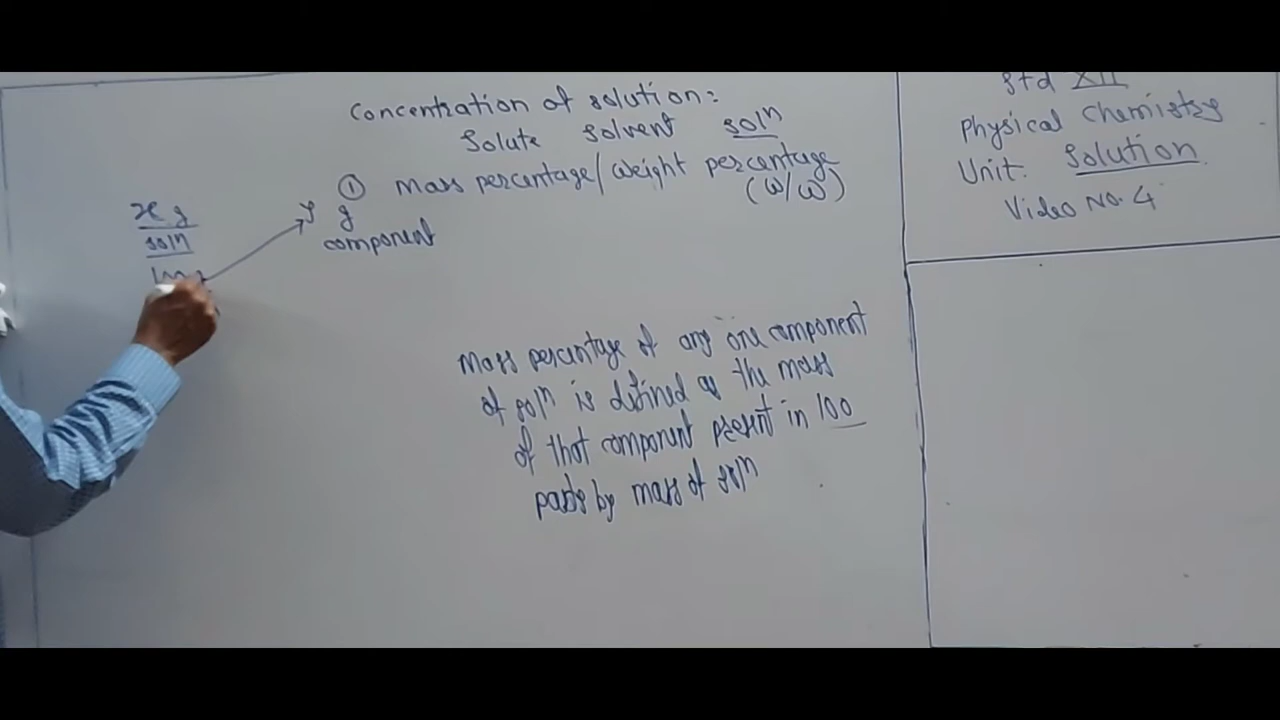 Concentration of solution:
Solute Solvent solⁿ
① Mass percentage/Weight percentage
(W/W)
x g
solⁿ
y g
component
Mass percentage of any one component
of solⁿ is defined as the mass
of that component present in 100
parts by mass of solⁿ
Std XII
Physical Chemistry
Unit: Solution
Video No. 4